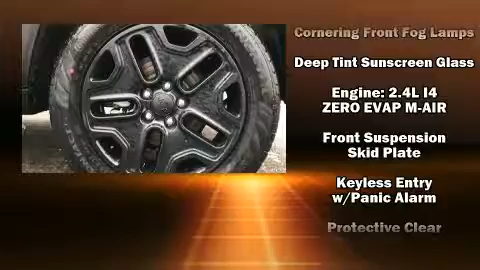 Cornering Front Fog Lamps
Deep Tint Sunscreen Glass
Engine: 2.4L I4
ZERO EVAP M-AIR
Front Suspension
Skid Plate
Keyless Entry
w/Panic Alarm
Protective Clear